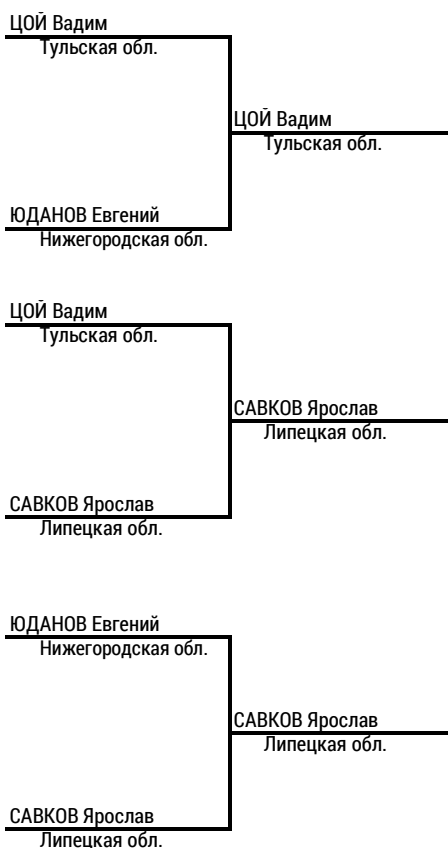 ЦОЙ Вадим
Тульская обл.
ЦОЙ Вадим
Тульская обл.
ЮДАНОВ Евгений
Нижегородская обл.
ЦОЙ Вадим
Тульская обл.
САВКОВ Ярослав
Липецкая обл.
САВКОВ Ярослав
Липецкая обл.
ЮДАНОВ Евгений
Нижегородская обл.
САВКОВ Ярослав
Липецкая обл.
САВКОВ Ярослав
Липецкая обл.